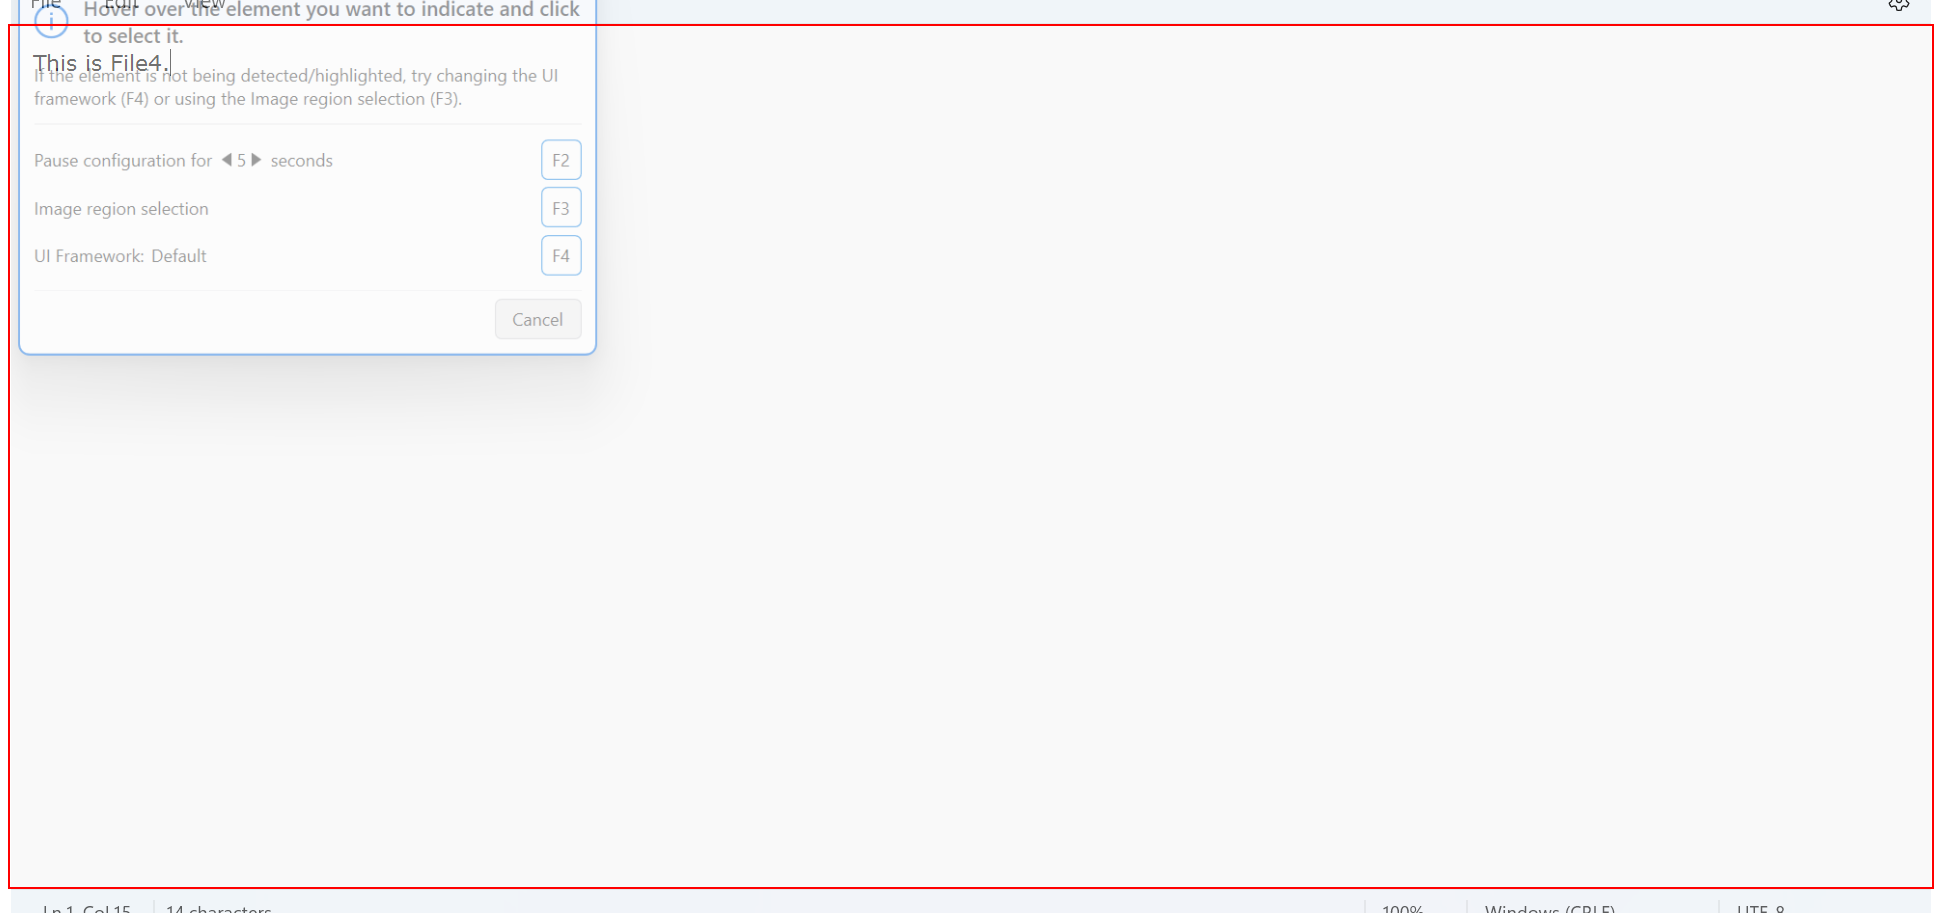 File Edit View
Hover over the element you want to indicate and click
to select it.
This is File4.
If the element is not being detected/highlighted, try changing the UI
framework (F4) or using the Image region selection (F3).
Pause configuration for 5 seconds F2
Image region selection F3
UI Framework: Default F4
Cancel
Ln 1, Col 15 14 characters 100% Windows (CRLF) UTF-8